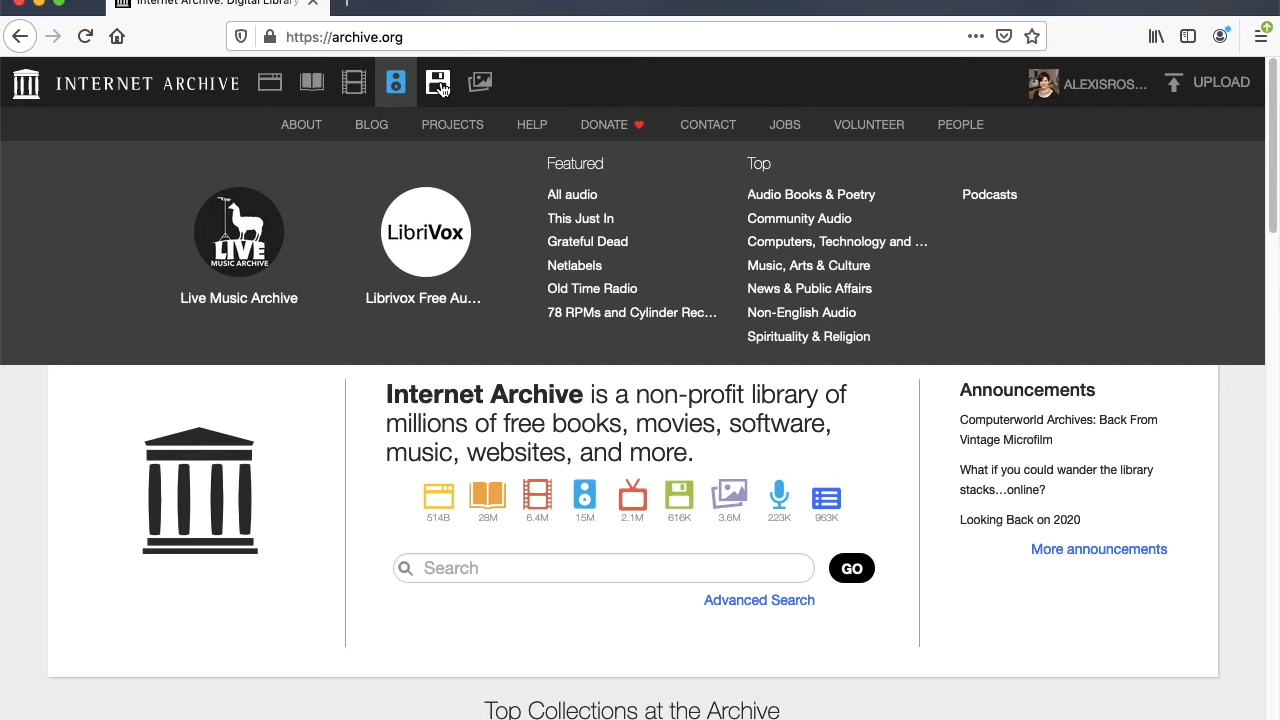 Internet Archive: Digital Library
https://archive.org
INTERNET ARCHIVE
ALEXISROS...
UPLOAD
ABOUT
BLOG
PROJECTS
HELP
DONATE
CONTACT
JOBS
VOLUNTEER
PEOPLE
LIVE
MUSIC ARCHIVE
Live Music Archive
LibriVox
Librivox Free Au...
Featured
All audio
This Just In
Grateful Dead
Netlabels
Old Time Radio
78 RPMs and Cylinder Rec...
Top
Audio Books & Poetry
Community Audio
Computers, Technology and ...
Music, Arts & Culture
News & Public Affairs
Non-English Audio
Spirituality & Religion
Podcasts
Internet Archive is a non-profit library of
millions of free books, movies, software,
music, websites, and more.
514B
28M
6.4M
15M
2.1M
616K
3.6M
223K
963K
Search
GO
Advanced Search
Announcements
Computerworld Archives: Back From
Vintage Microfilm
What if you could wander the library
stacks…online?
Looking Back on 2020
More announcements
Top Collections at the Archive